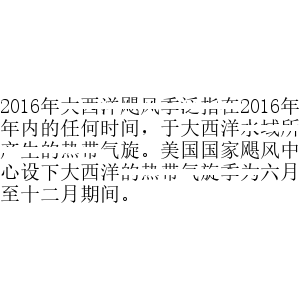 2016年大西洋飓风季泛指在2016年
年内的任何时间，于大西洋水域所
产生的热带气旋。美国国家飓风中
心设下大西洋的热带气旋季为六月
至十二月期间。